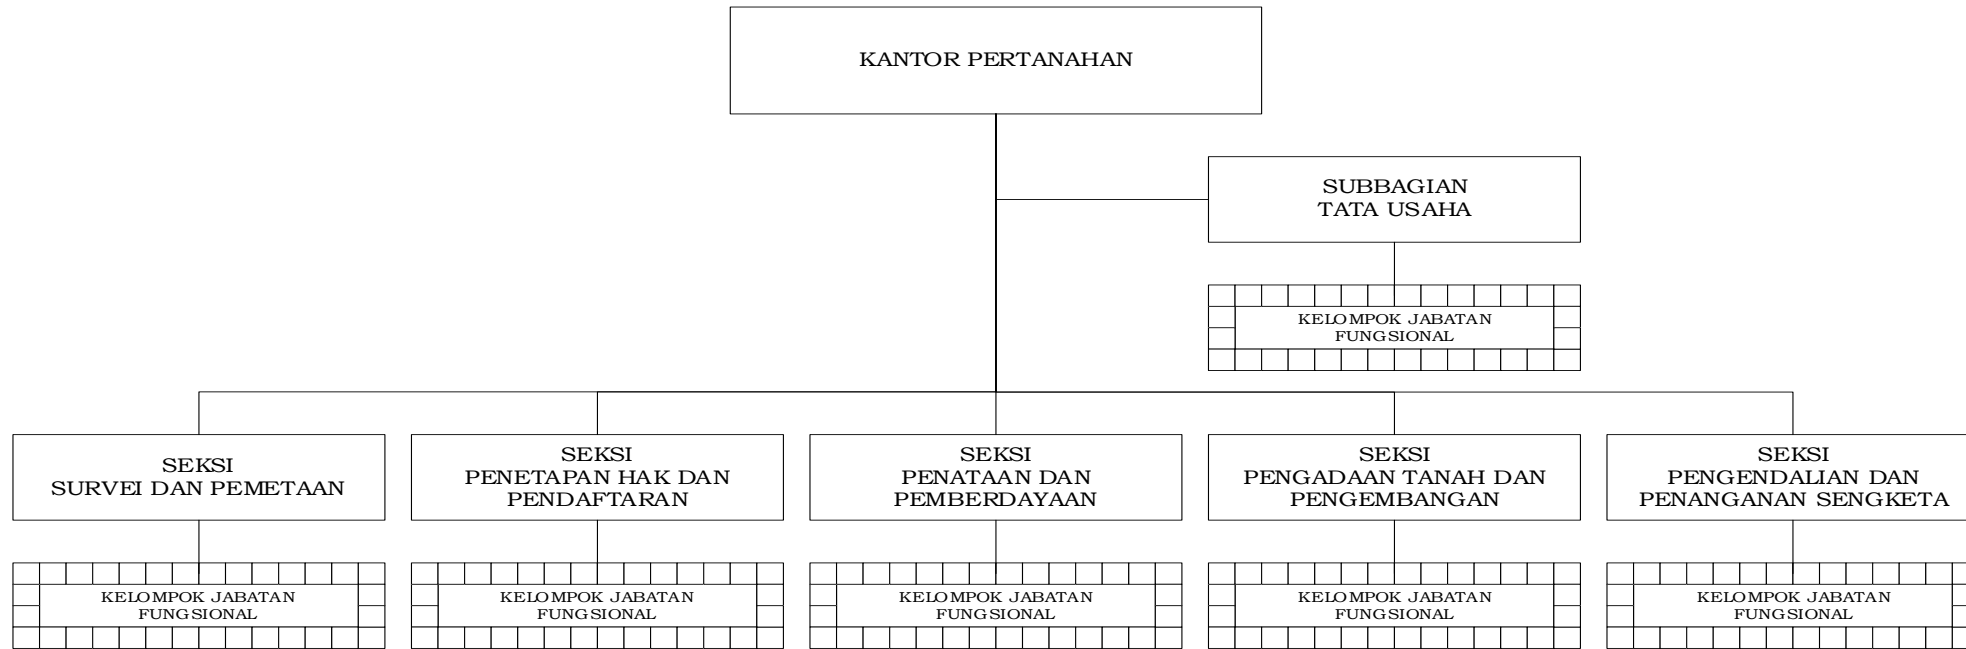 KANTOR PERTANAHAN
SUBBAGIAN
TATA USAHA
KELOMPOK JABATAN
FUNGSIONAL
SEKSI
SURVEI DAN PEMETAAN
SEKSI
PENETAPAN HAK DAN
PENDAFTARAN
SEKSI
PENATAAN DAN
PEMBERDAYAAN
SEKSI
PENGADAAN TANAH DAN
PENGEMBANGAN
SEKSI
PENGENDALIAN DAN
PENANGANAN SENGKETA
KELOMPOK JABATAN
FUNGSIONAL
KELOMPOK JABATAN
FUNGSIONAL
KELOMPOK JABATAN
FUNGSIONAL
KELOMPOK JABATAN
FUNGSIONAL
KELOMPOK JABATAN
FUNGSIONAL